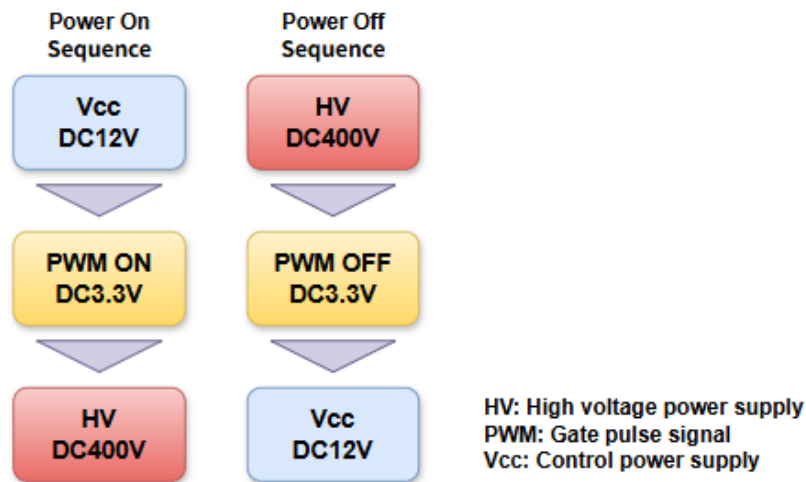 Power On
Sequence
Vcc
DC12V
PWM ON
DC3.3V
HV
DC400V
Power Off
Sequence
HV
DC400V
PWM OFF
DC3.3V
Vcc
DC12V
HV: High voltage power supply
PWM: Gate pulse signal
Vcc: Control power supply